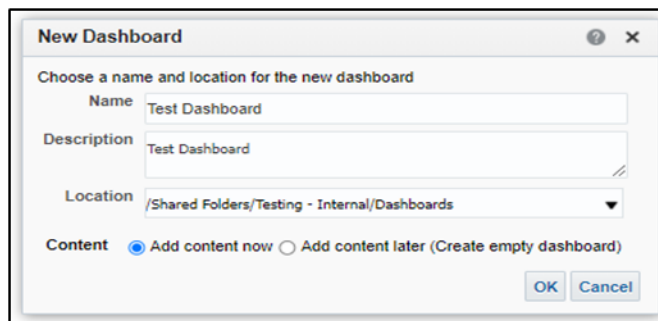 New Dashboard ? ×
Choose a name and location for the new dashboard
Name Test Dashboard
Description Test Dashboard
Location /Shared Folders/Testing - Internal/Dashboards
Content Add content now Add content later (Create empty dashboard)
OK Cancel